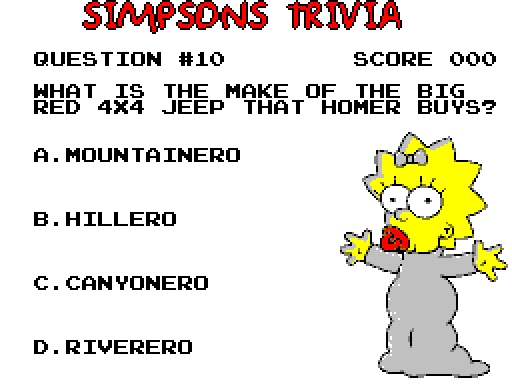 SIMPSONS TRIVIA
QUESTION #10 SCORE 000
WHAT IS THE MAKE OF THE BIG
RED 4X4 JEEP THAT HOMER BUYS?
A.MOUNTAINERO
B.HILLERO
C.CANYONERO
D.RIVERERO